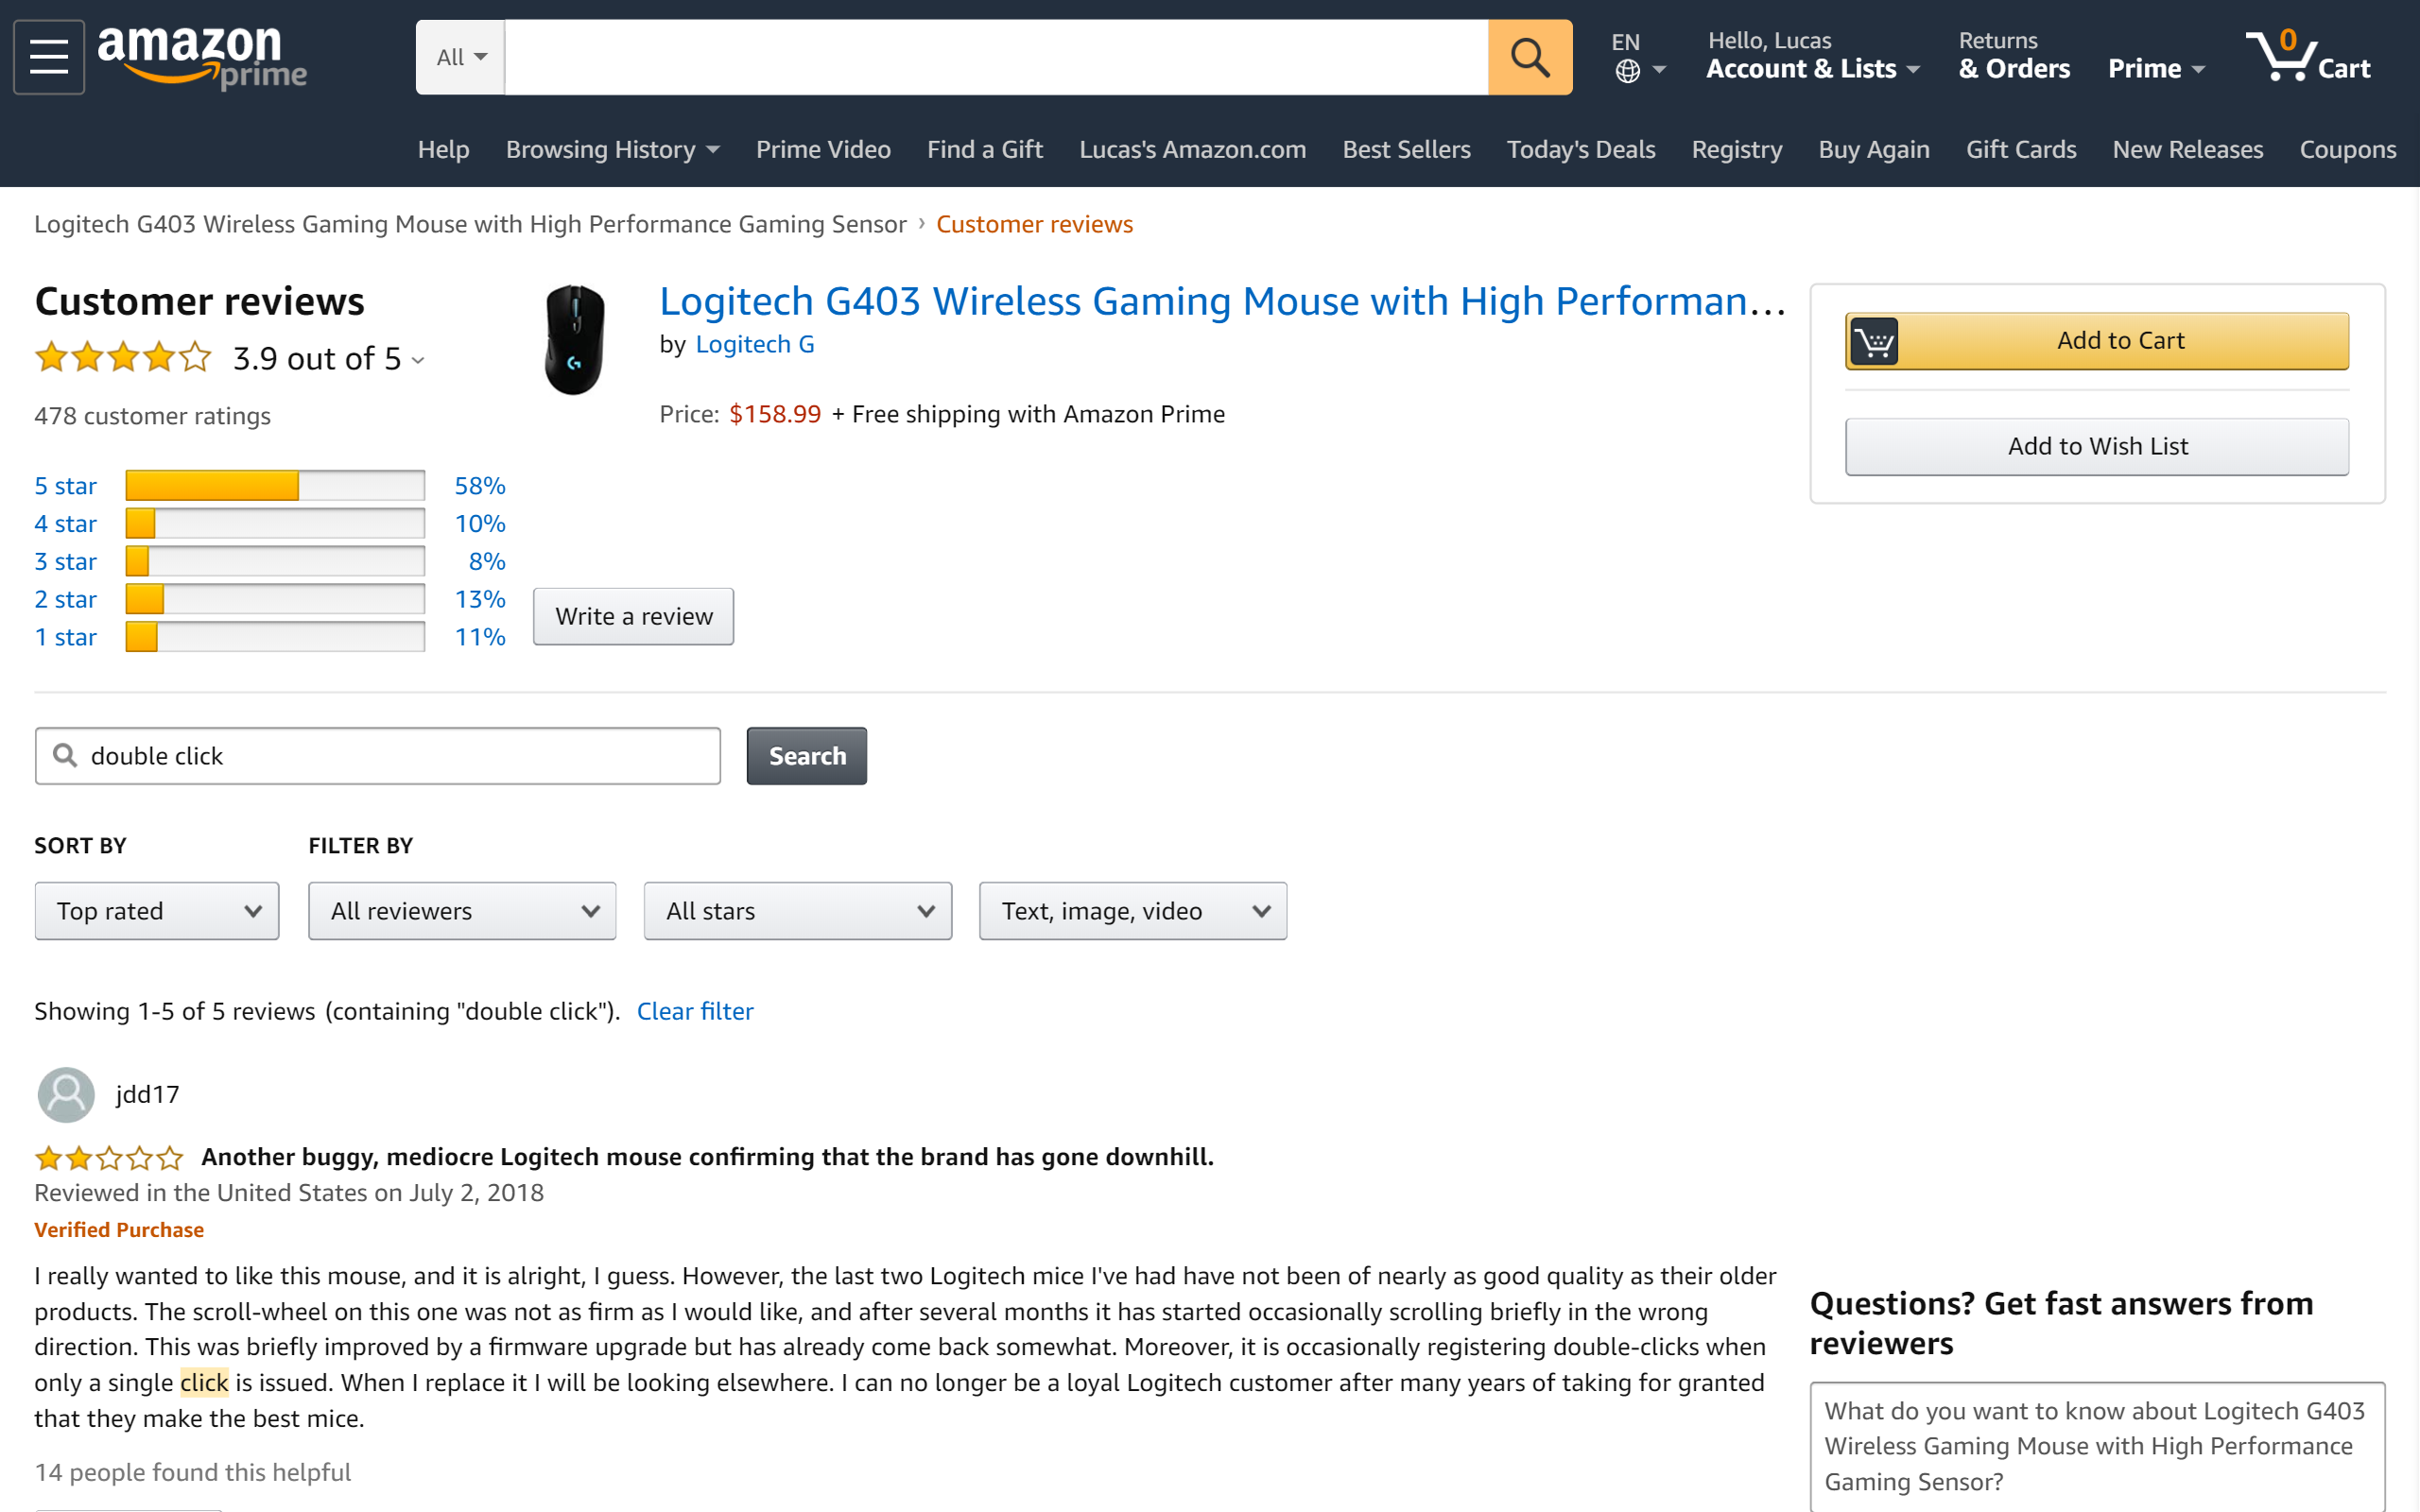 amazon prime
All
EN
Hello, Lucas
Account & Lists
Returns
& Orders
Prime
0
Cart
Help
Browsing History
Prime Video
Find a Gift
Lucas's Amazon.com
Best Sellers
Today's Deals
Registry
Buy Again
Gift Cards
New Releases
Coupons
Logitech G403 Wireless Gaming Mouse with High Performance Gaming Sensor › Customer reviews
Customer reviews
3.9 out of 5
478 customer ratings
5 star 58%
4 star 10%
3 star 8%
2 star 13%
1 star 11%
Write a review
Logitech G403 Wireless Gaming Mouse with High Performan...
by Logitech G
Price: $158.99 + Free shipping with Amazon Prime
Add to Cart
Add to Wish List
double click
Search
SORT BY
FILTER BY
Top rated
All reviewers
All stars
Text, image, video
Showing 1-5 of 5 reviews (containing "double click"). Clear filter
jdd17
Another buggy, mediocre Logitech mouse confirming that the brand has gone downhill.
Reviewed in the United States on July 2, 2018
Verified Purchase
I really wanted to like this mouse, and it is alright, I guess. However, the last two Logitech mice I've had have not been of nearly as good quality as their older
products. The scroll-wheel on this one was not as firm as I would like, and after several months it has started occasionally scrolling briefly in the wrong
direction. This was briefly improved by a firmware upgrade but has already come back somewhat. Moreover, it is occasionally registering double-clicks when
only a single click is issued. When I replace it I will be looking elsewhere. I can no longer be a loyal Logitech customer after many years of taking for granted
that they make the best mice.
14 people found this helpful
Questions? Get fast answers from
reviewers
What do you want to know about Logitech G403
Wireless Gaming Mouse with High Performance
Gaming Sensor?